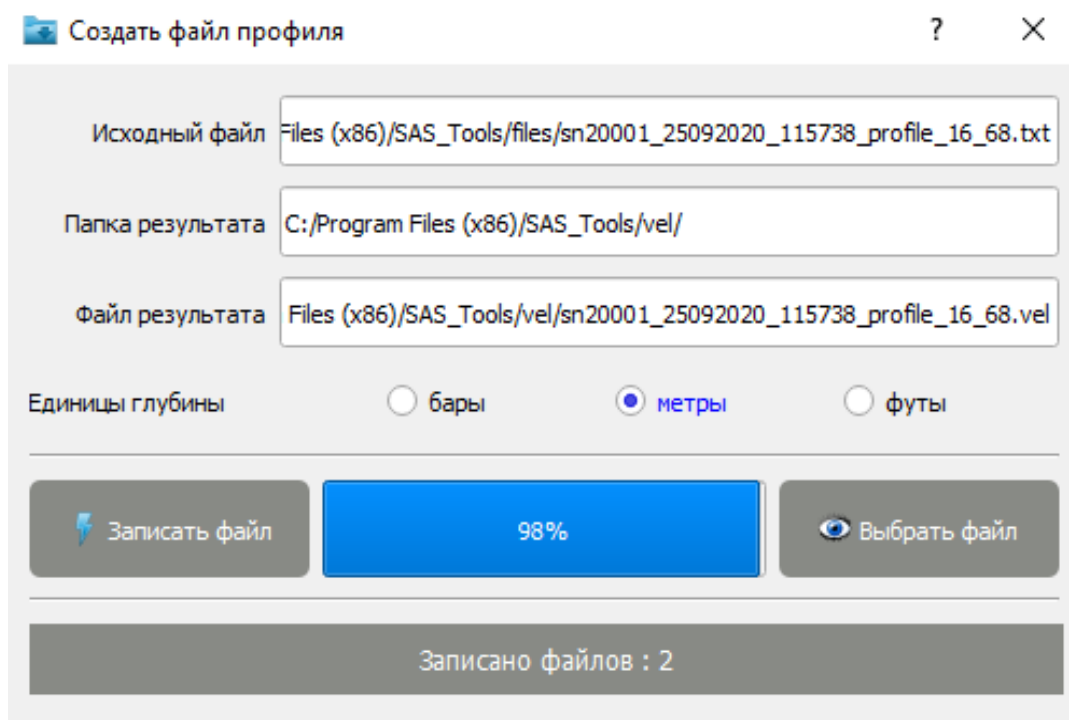 Создать файл профиля ?
Исходный файл Files (x86)/SAS_Tools/files/sn20001_25092020_115738_profile_16_68.txt
Папка результата C:/Program Files (x86)/SAS_Tools/vel/
Файл результата Files (x86)/SAS_Tools/vel/sn20001_25092020_115738_profile_16_68.vel
Единицы глубины бары метры футы
Записать файл 98% Выбрать файл
Записано файлов : 2